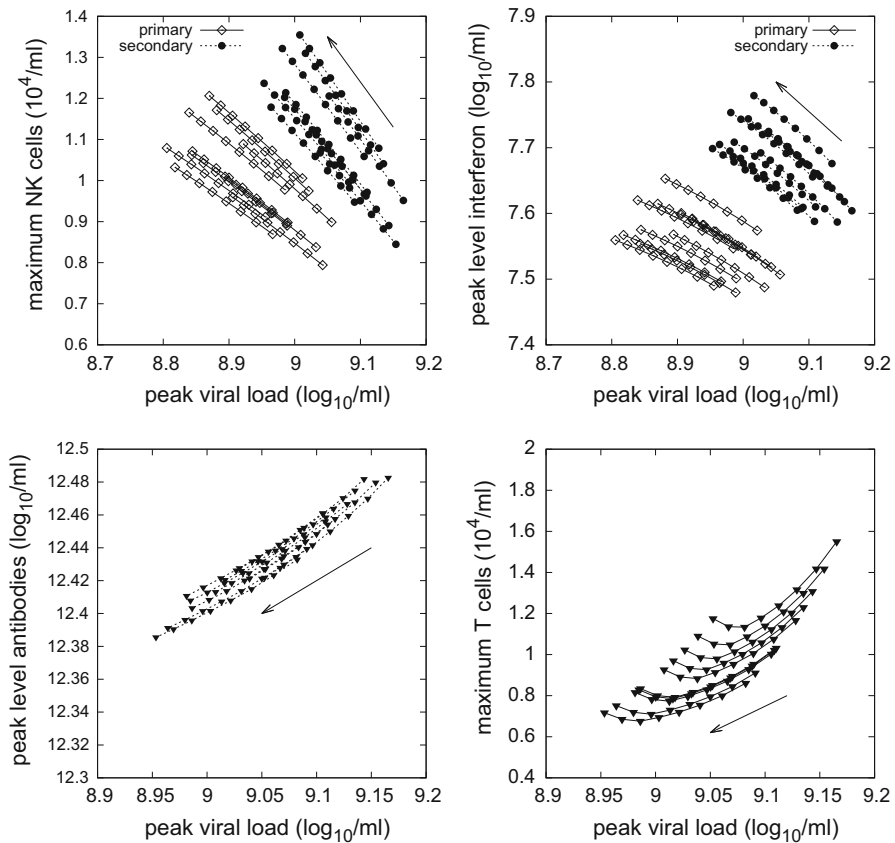 primary
secondary
maximum NK cells (10^4/ml)
1.4
1.3
1.2
1.1
1
0.9
0.8
0.7
0.6
8.7 8.8 8.9 9 9.1 9.2
peak viral load (log10/ml)
primary
secondary
peak level interferon (log10/ml)
7.9
7.8
7.7
7.6
7.5
7.4
8.7 8.8 8.9 9 9.1 9.2
peak viral load (log10/ml)
peak level antibodies (log10/ml)
12.5
12.48
12.46
12.44
12.42
12.4
12.38
12.36
12.34
12.32
12.3
8.9 8.95 9 9.05 9.1 9.15 9.2
peak viral load (log10/ml)
maximum T cells (10^4/ml)
2
1.8
1.6
1.4
1.2
1
0.8
0.6
0.4
8.9 8.95 9 9.05 9.1 9.15 9.2
peak viral load (log10/ml)